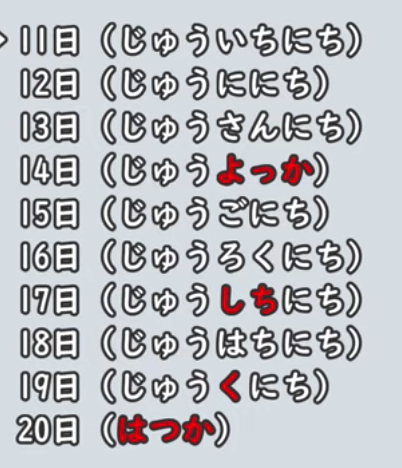 11日（じゅういちにち）
12日（じゅうににち）
13日（じゅうさんにち）
14日（じゅうよっか）
15日（じゅうごにち）
16日（じゅうろくにち）
17日（じゅうしちにち）
18日（じゅうはちにち）
19日（じゅうくにち）
20日（はつか）